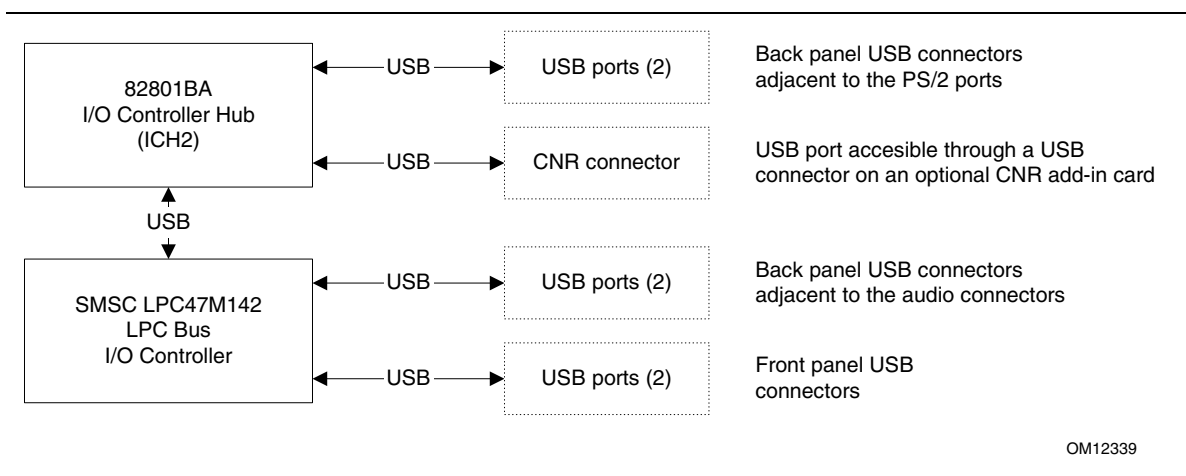 82801BA
I/O Controller Hub
(ICH2)
USB
USB ports (2)
Back panel USB connectors
adjacent to the PS/2 ports
USB
CNR connector
USB port accesible through a USB
connector on an optional CNR add-in card
USB
SMSC LPC47M142
LPC Bus
I/O Controller
USB
USB ports (2)
Back panel USB connectors
adjacent to the audio connectors
USB
USB ports (2)
Front panel USB
connectors
OM12339